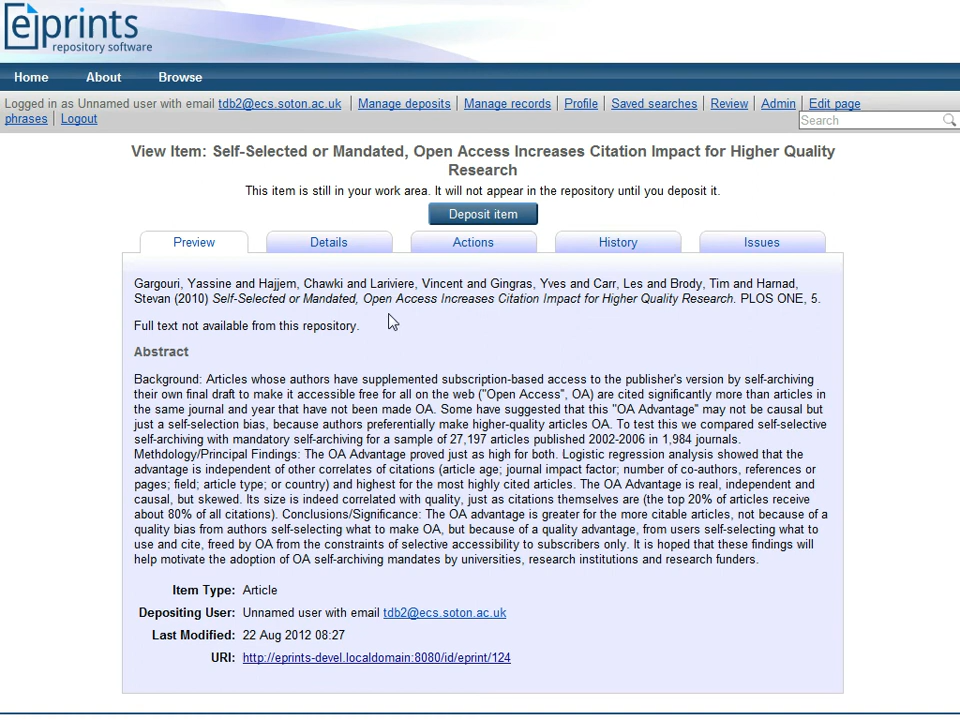 eprints
repository software
Home About Browse
Logged in as Unnamed user with email tdb2@ecs.soton.ac.uk | Manage deposits | Manage records | Profile | Saved searches | Review | Admin | Edit page
phrases | Logout
Search
View Item: Self-Selected or Mandated, Open Access Increases Citation Impact for Higher Quality
Research
This item is still in your work area. It will not appear in the repository until you deposit it.
Deposit item
Preview Details Actions History Issues
Gargouri, Yassine and Hajjem, Chawki and Lariviere, Vincent and Gingras, Yves and Carr, Les and Brody, Tim and Harnad,
Stevan (2010) Self-Selected or Mandated, Open Access Increases Citation Impact for Higher Quality Research. PLOS ONE, 5.
Full text not available from this repository.
Abstract
Background: Articles whose authors have supplemented subscription-based access to the publisher's version by self-archiving
their own final draft to make it accessible free for all on the web ("Open Access", OA) are cited significantly more than articles in
the same journal and year that have not been made OA. Some have suggested that this "OA Advantage" may not be causal but
just a self-selection bias, because authors preferentially make higher-quality articles OA. To test this we compared self-selective
self-archiving with mandatory self-archiving for a sample of 27,197 articles published 2002-2006 in 1,984 journals.
Methdology/Principal Findings: The OA Advantage proved just as high for both. Logistic regression analysis showed that the
advantage is independent of other correlates of citations (article age; journal impact factor; number of co-authors, references or
pages; field; article type; or country) and highest for the most highly cited articles. The OA Advantage is real, independent and
causal, but skewed. Its size is indeed correlated with quality, just as citations themselves are (the top 20% of articles receive
about 80% of all citations). Conclusions/Significance: The OA advantage is greater for the more citable articles, not because of a
quality bias from authors self-selecting what to make OA, but because of a quality advantage, from users self-selecting what to
use and cite, freed by OA from the constraints of selective accessibility to subscribers only. It is hoped that these findings will
help motivate the adoption of OA self-archiving mandates by universities, research institutions and research funders.
Item Type: Article
Depositing User: Unnamed user with email tdb2@ecs.soton.ac.uk
Last Modified: 22 Aug 2012 08:27
URI: http://eprints-devel.localdomain:8080/id/eprint/124